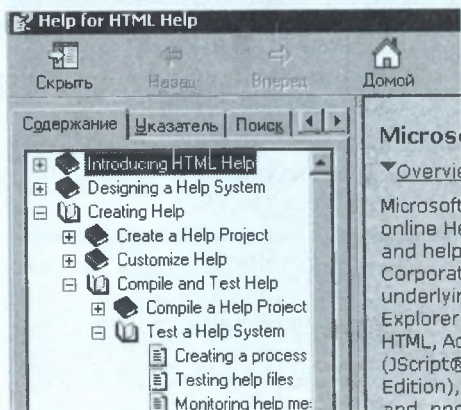 Help for HTML Help
Скрыть Назад Вперед Домой
Содержание Указатель Поиск
Introducing HTML Help
Designing a Help System
Creating Help
Create a Help Project
Customize Help
Compile and Test Help
Compile a Help Project
Test a Help System
Creating a process
Testing help files
Monitoring help me
Micros
Overvie
Microsoft
online He
and help
Corporat
underlyin
Explorer
HTML, Ac
(JScript®
Edition),
and